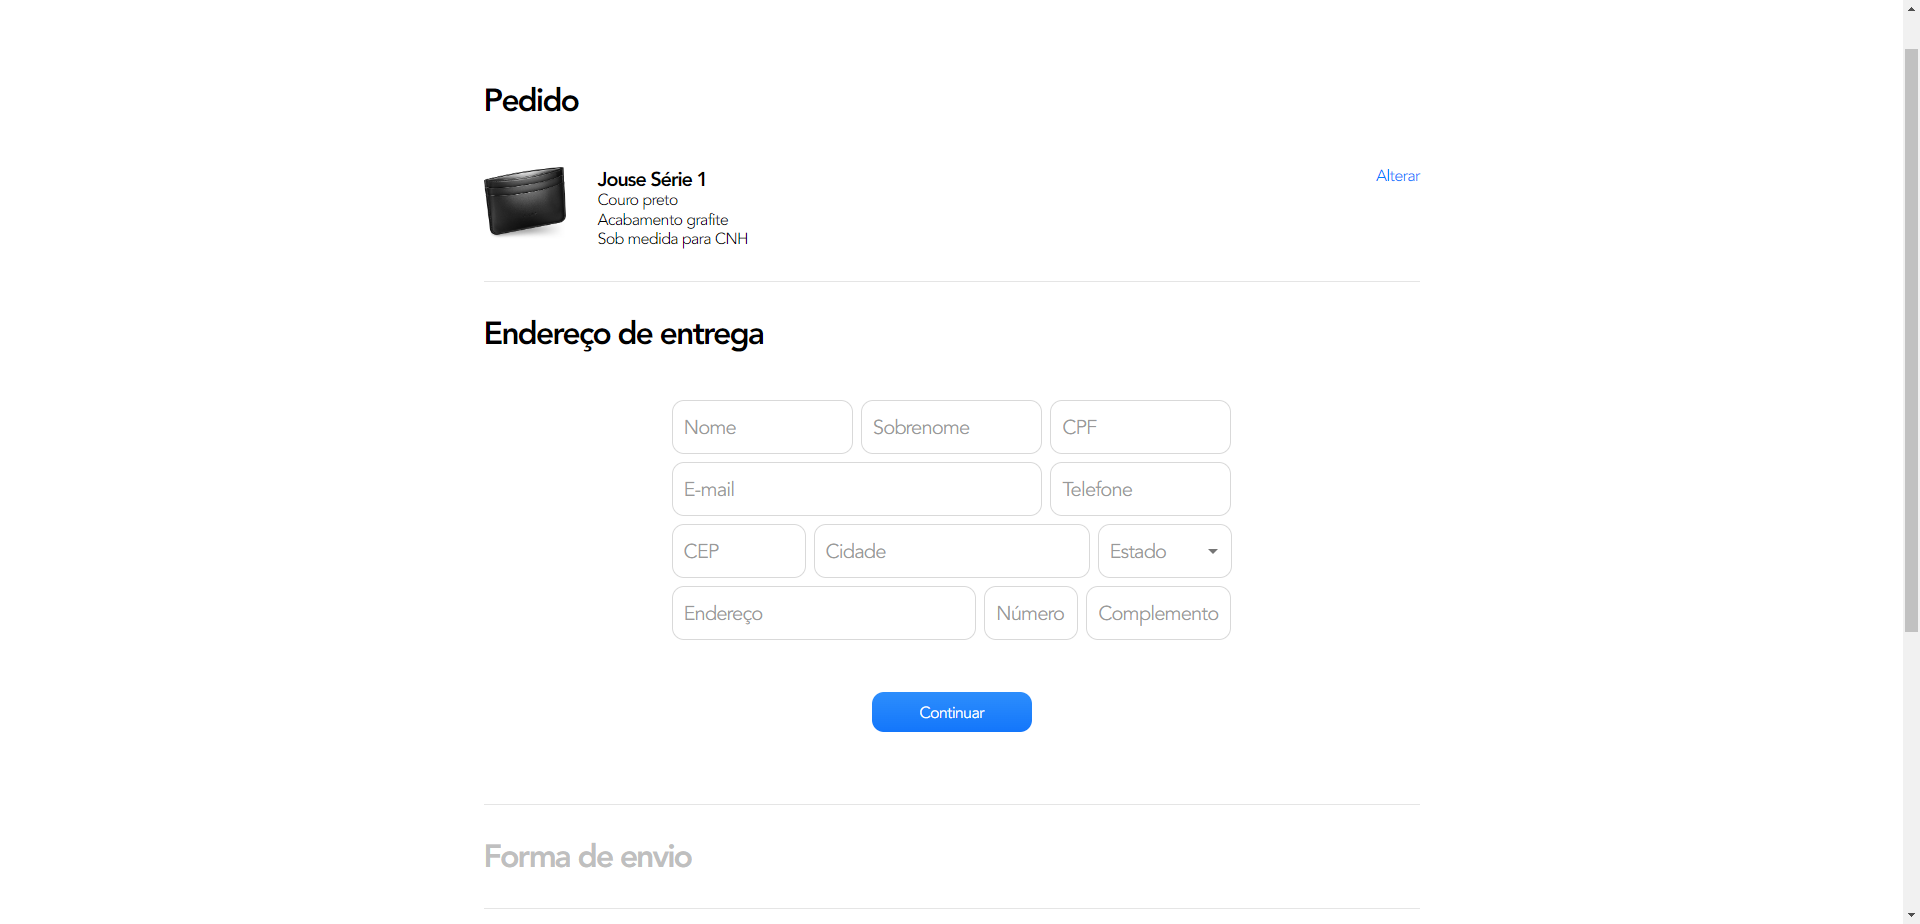 Pedido
Jouse Série 1
Alterar
Couro preto
Acabamento grafite
Sob medida para CNH
Endereço de entrega
Nome Sobrenome CPF
E-mail Telefone
CEP Cidade Estado
Endereço Número Complemento
Continuar
Forma de envio